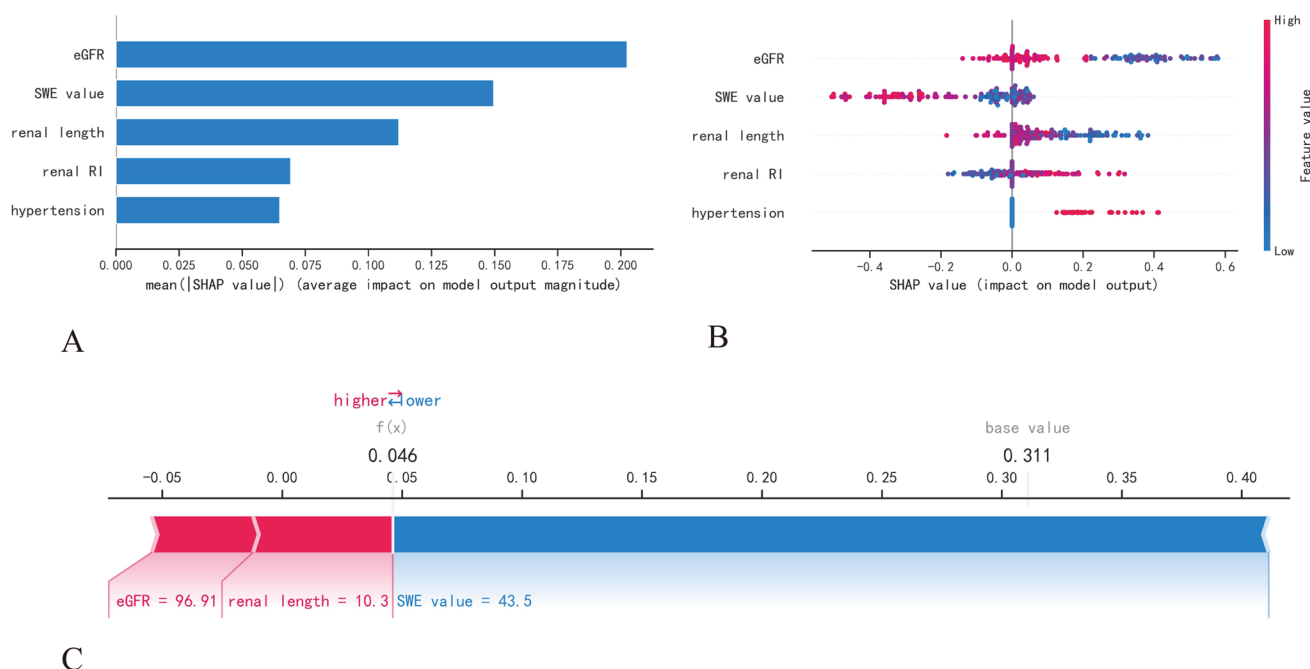 eGFR
SWE value
renal length
renal RI
hypertension
0.000 0.025 0.050 0.075 0.100 0.125 0.150 0.175 0.200
mean(|SHAP value|) (average impact on model output magnitude)
A
High
eGFR
SWE value
renal length
renal RI
hypertension
Feature value
Low
-0.4 -0.2 0.0 0.2 0.4 0.6
SHAP value (impact on model output)
B
higher lower
f(x) base value
0.046 0.311
-0.05 0.00 0.05 0.10 0.15 0.20 0.25 0.30 0.35 0.40
eGFR = 96.91 renal length = 10.3 SWE value = 43.5
C